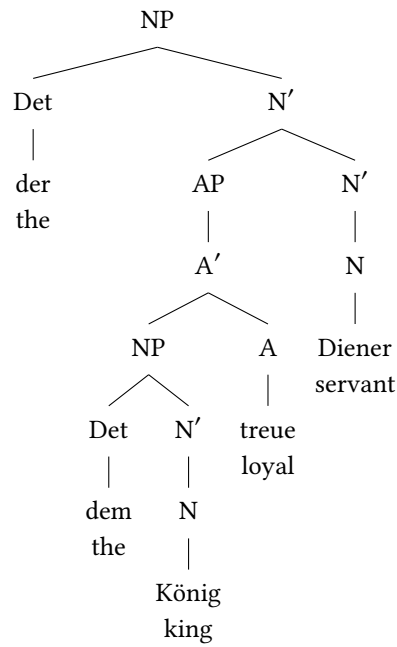 NP
Det N′
der AP N′
the
A′ N
NP A Diener
servant
Det N′ treue
loyal
dem N
the
König
king